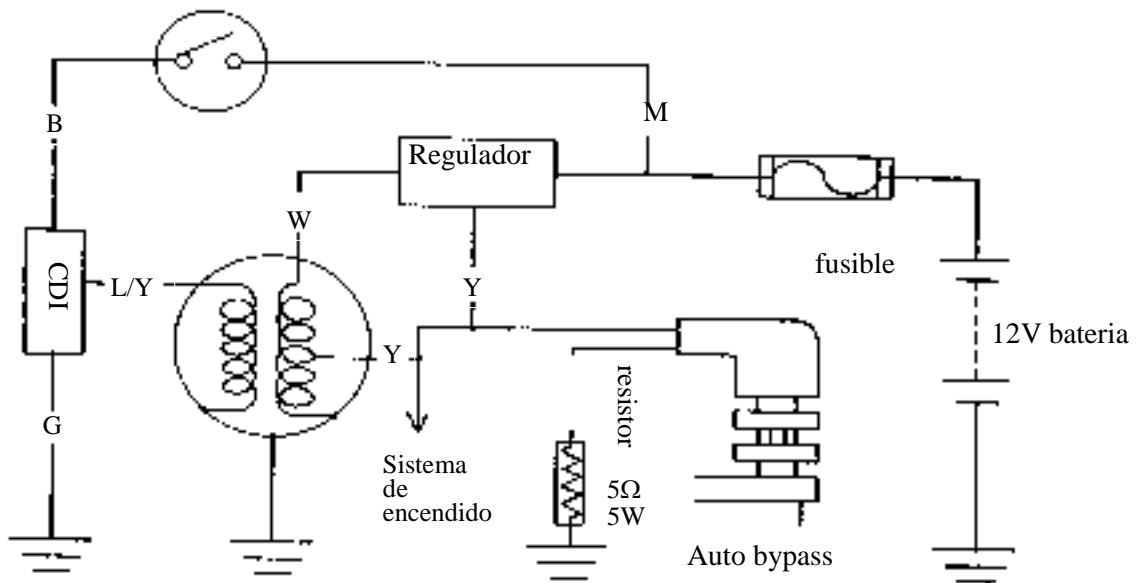 B
M
Regulador
W
CDI
L/Y
Y
fusible
12V bateria
Y
G
resistor
Sistema
de
encendido
5Ω
5W
Auto bypass